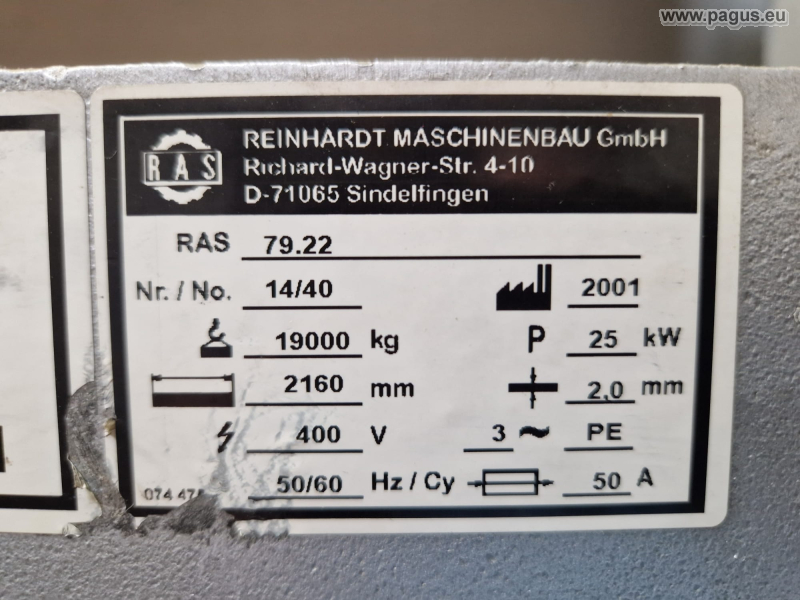 www.pagus.eu
RAS
REINHARDT MASCHINENBAU GmbH
Richard-Wagner-Str. 4-10
D-71065 Sindelfingen
RAS 79.22
Nr. / No. 14/40 2001
19000 kg P 25 kW
2160 mm 2,0 mm
400 V 3 ~ PE
074 50/60 Hz / Cy 50 A